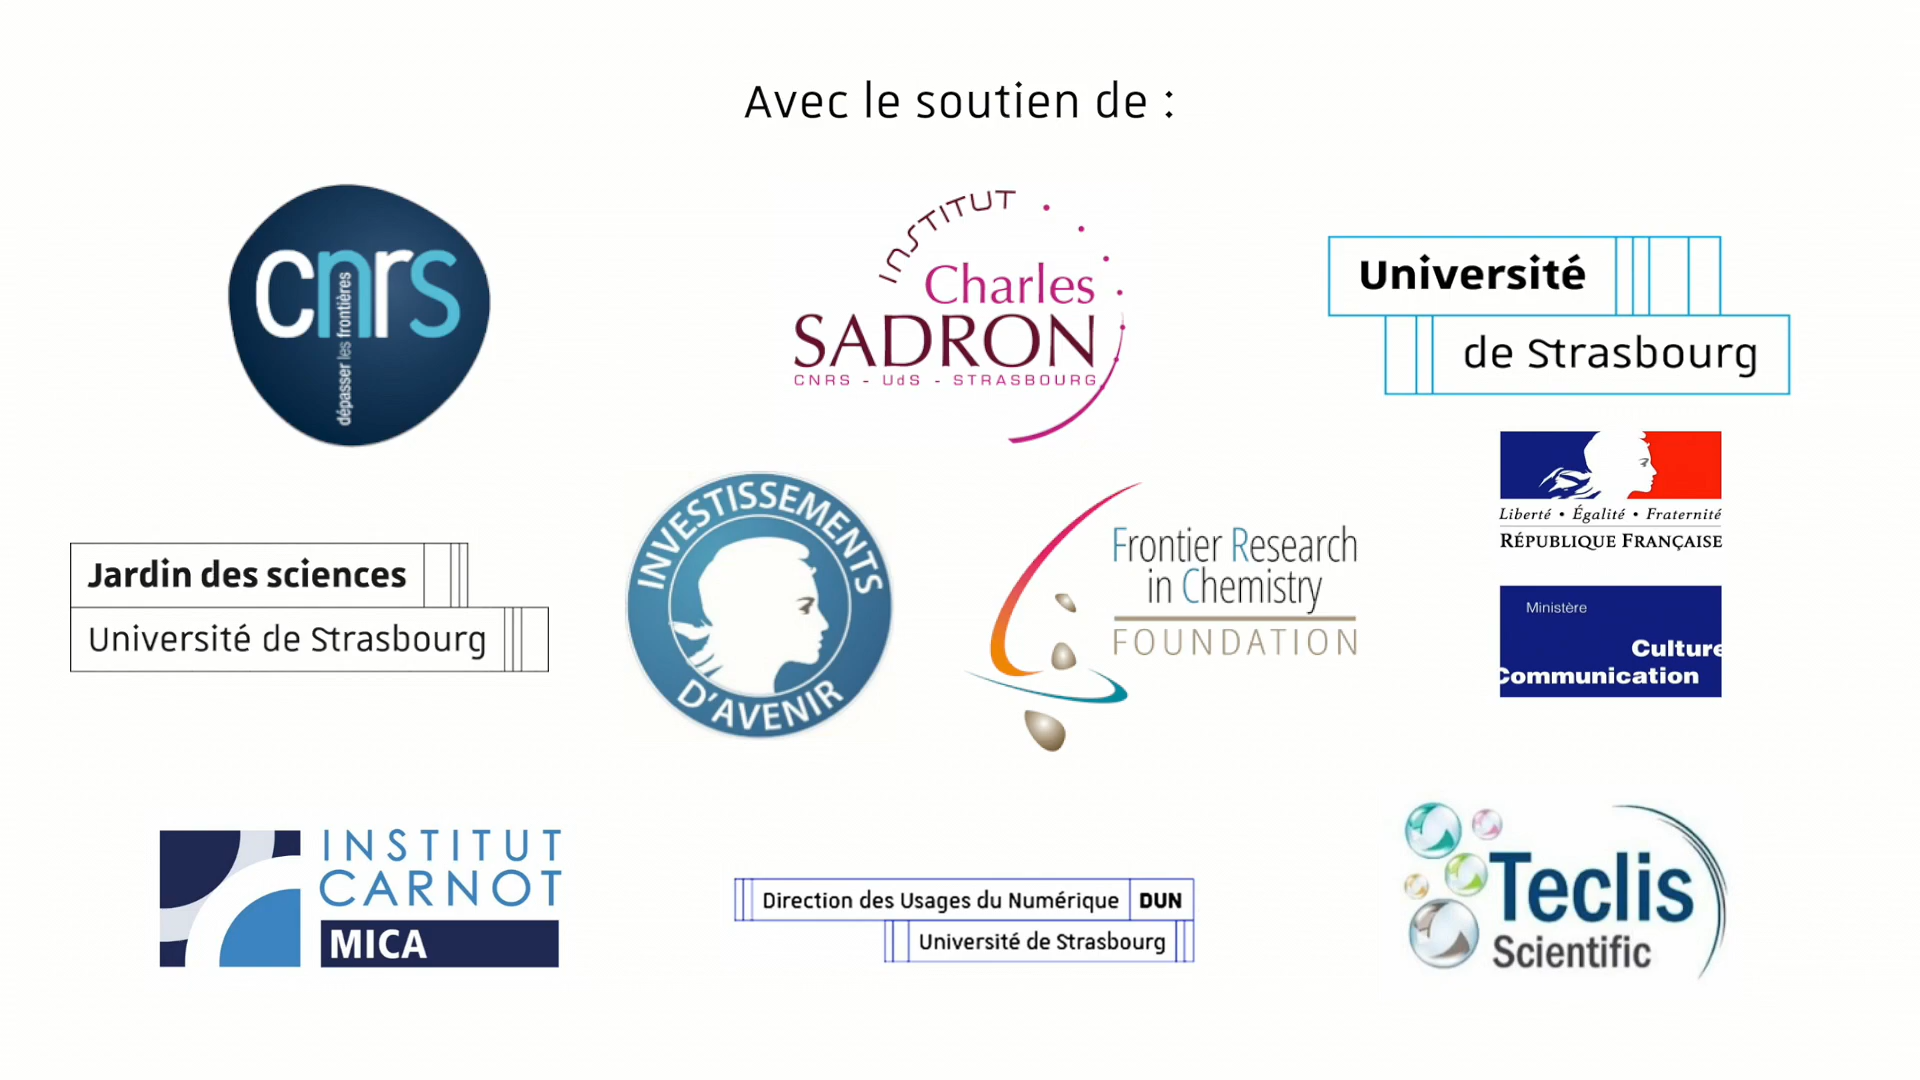 Avec le soutien de :
cnrs
dépasser les frontières
INSTITUT
Charles
SADRON
CNRS - UdS - STRASBOURG
Université
de Strasbourg
Jardin des sciences
Université de Strasbourg
INVESTISSEMENTS
D'AVENIR
Frontier Research
in Chemistry
FOUNDATION
Liberté • Égalité • Fraternité
RÉPUBLIQUE FRANÇAISE
Ministère
Culture
Communication
INSTITUT
CARNOT
MICA
Direction des Usages du Numérique DUN
Université de Strasbourg
Teclis
Scientific